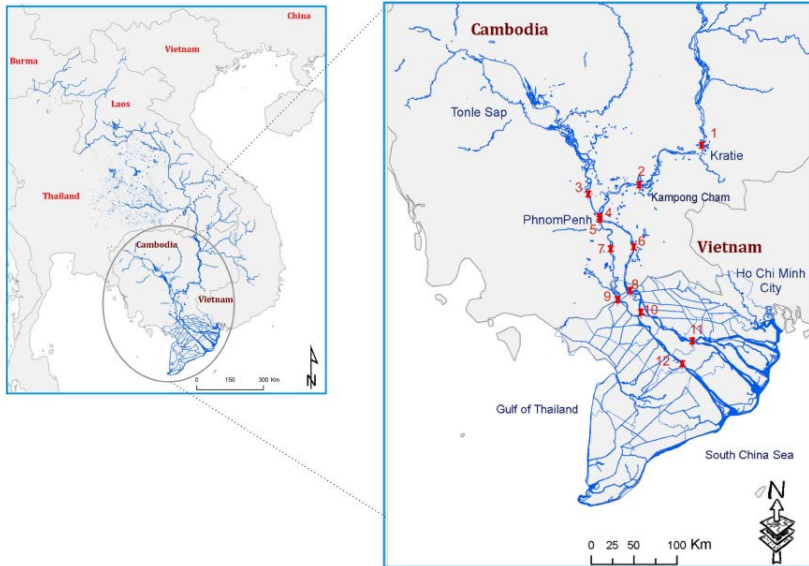 China
Vietnam
Burma
Laos
Thailand
Cambodia
Vietnam
N
0 150 300 Km
Cambodia
Tonle Sap
1
Kratie
2
3
Kampong Cham
4
PhnomPenh
5
6
7
Vietnam
Ho Chi Minh
City
8
9
10
11
12
Gulf of Thailand
South China Sea
N
0 25 50 100 Km